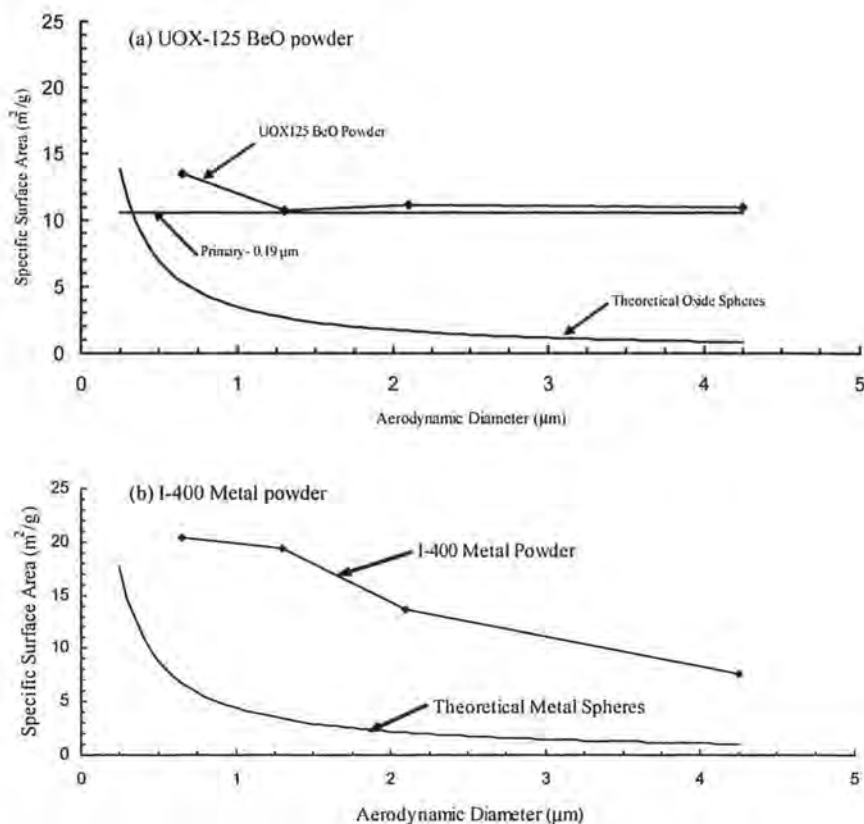 (a) UOX-125 BeO powder
Specific Surface Area (m²/g)
25
20
15
10
5
0
UOX125 BeO Powder
Primary- 0.19 µm
Theoretical Oxide Spheres
0 1 2 3 4 5
Aerodynamic Diameter (µm)
(b) I-400 Metal powder
Specific Surface Area (m²/g)
25
20
15
10
5
0
I-400 Metal Powder
Theoretical Metal Spheres
0 1 2 3 4 5
Aerodynamic Diameter (µm)